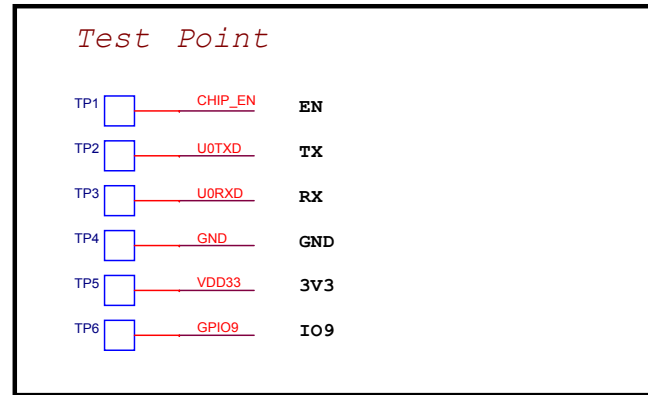 Test Point
TP1 CHIP_EN EN
TP2 U0TXD TX
TP3 U0RXD RX
TP4 GND GND
TP5 VDD33 3V3
TP6 GPIO9 IO9